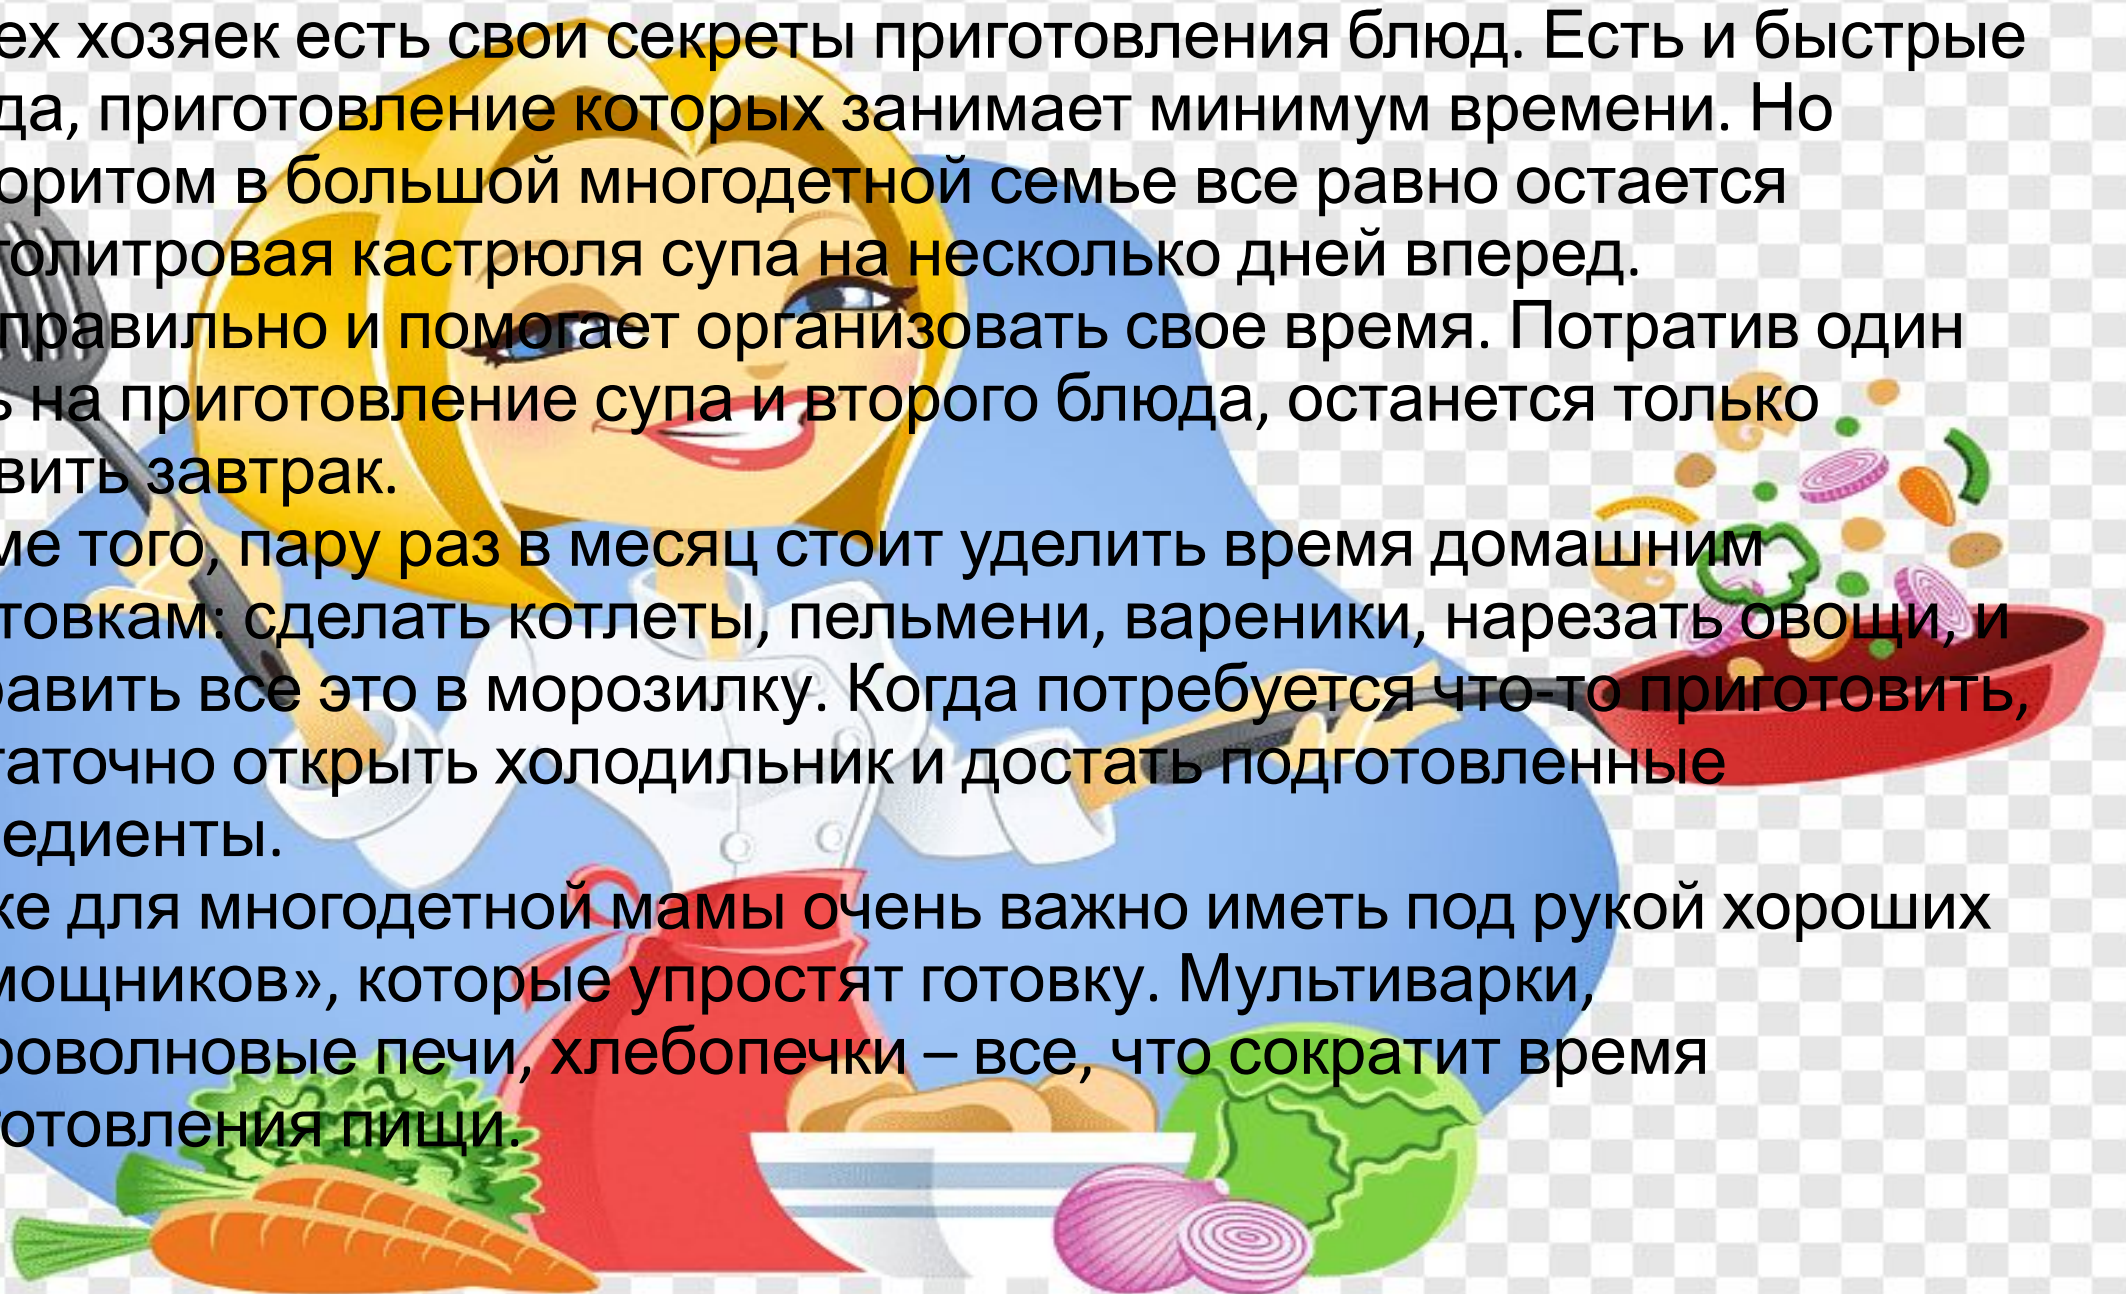 ех хозяек есть свои секреты приготовления блюд. Есть и быстрые
да, приготовление которых занимает минимум времени. Но
оритом в большой многодетной семье все равно остается
толитровая кастрюля супа на несколько дней вперед.
правильно и помогает организовать свое время. Потратив один
ь на приготовление супа и второго блюда, останется только
вить завтрак.
ме того, пару раз в месяц стоит уделить время домашним
товкам: сделать котлеты, пельмени, вареники, нарезать овощи, и
равить все это в морозилку. Когда потребуется что-то приготовить,
таточно открыть холодильник и достать подготовленные
едиенты.
же для многодетной мамы очень важно иметь под рукой хороших
мощников», которые упростят готовку. Мультиварки,
роволновые печи, хлебопечки – все, что сократит время
готовления пищи.